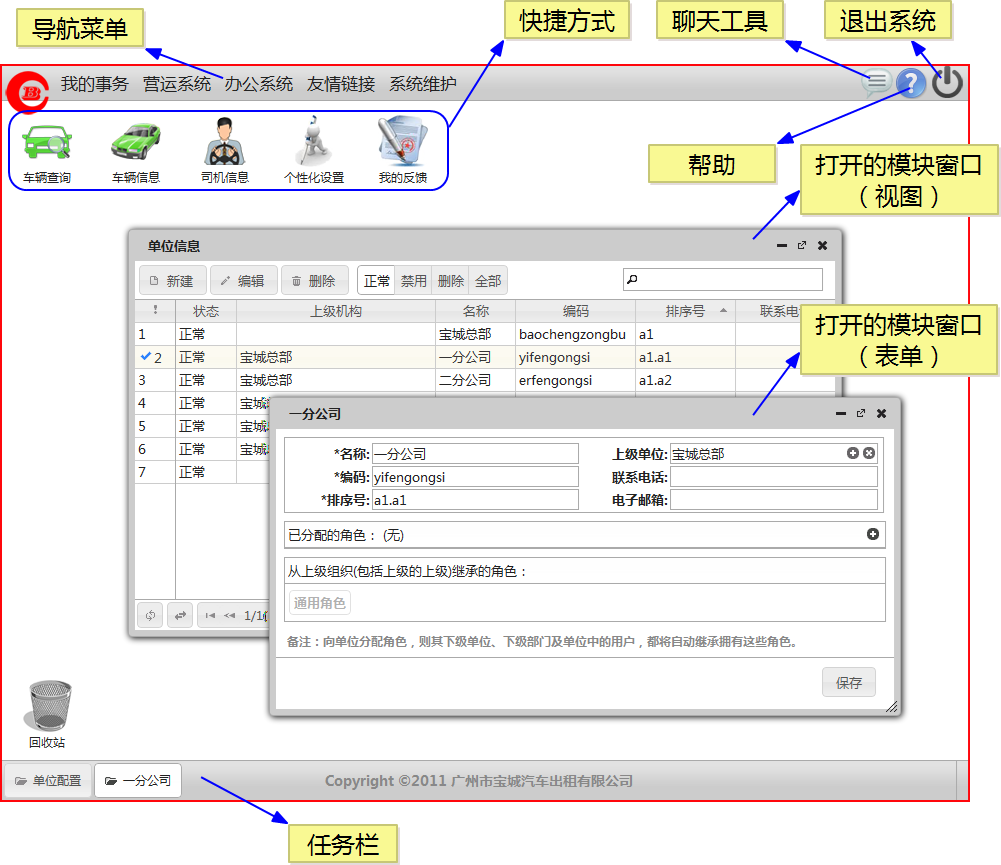 导航菜单
快捷方式
聊天工具
退出系统
我的事务 营运系统 办公系统 友情链接 系统维护
车辆查询 车辆信息 司机信息 个性化设置 我的反馈
帮助
打开的模块窗口
（视图）
单位信息
新建 编辑 删除 正常 禁用 删除 全部
状态 上级机构 名称 编码 排序号 联系电
1 正常 宝城总部 baochengzongbu a1
2 正常 宝城总部 一分公司 yifengongsi a1.a1
3 正常 宝城总部 二分公司 erfengongsi a1.a2
4 正常 宝城
5 正常 宝城
6 正常 宝城
7 正常
1/1
打开的模块窗口
（表单）
一分公司
*名称: 一分公司 上级单位: 宝城总部
*编码: yifengongsi 联系电话:
*排序号: a1.a1 电子邮箱:
已分配的角色： (无)
从上级组织(包括上级的上级)继承的角色：
通用角色
备注：向单位分配角色，则其下级单位、下级部门及单位中的用户，都将自动继承拥有这些角色。
保存
回收站
单位配置 一分公司 Copyright ©2011 广州市宝城汽车出租有限公司
任务栏